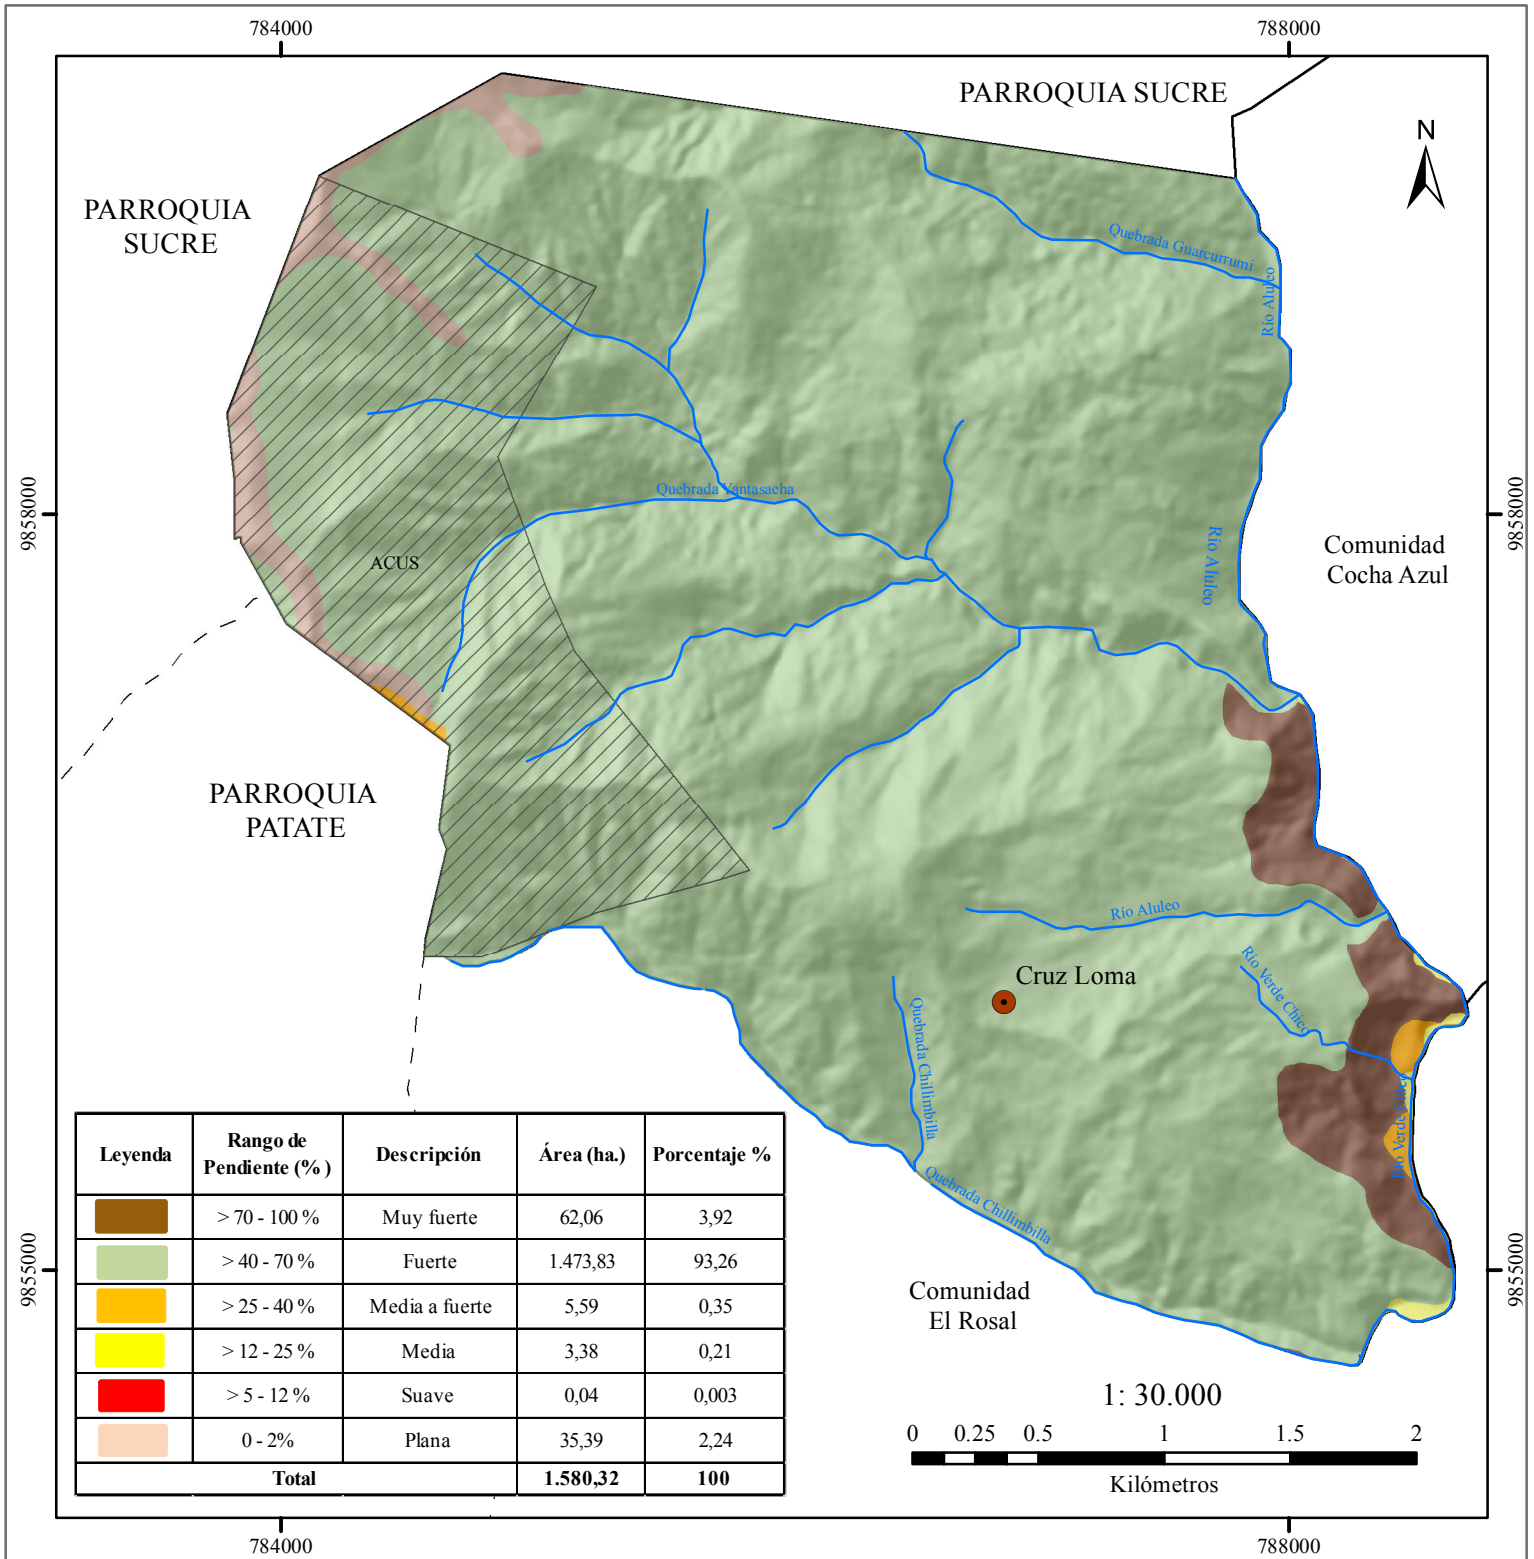 784000
788000
PARROQUIA SUCRE
N
PARROQUIA
SUCRE
Quebrada Guarcurrumi
Río Aluleo
9858000
9858000
Quebrada Yantasacha
Río Aluleo
Comunidad
Cocha Azul
ACUS
PARROQUIA
PATATE
Río Aluleo
Río Verde Chico
Cruz Loma
Quebrada Chillimbilla
Río Verde Chico
Quebrada Chillimbilla
Leyenda Rango de Pendiente (%) Descripción Área (ha.) Porcentaje %
> 70 - 100 % Muy fuerte 62,06 3,92
> 40 - 70 % Fuerte 1.473,83 93,26
> 25 - 40 % Media a fuerte 5,59 0,35
> 12 - 25 % Media 3,38 0,21
> 5 - 12 % Suave 0,04 0,003
0 - 2% Plana 35,39 2,24
Total 1.580,32 100
9855000
9855000
Comunidad
El Rosal
1: 30.000
0 0.25 0.5 1 1.5 2
Kilómetros
784000
788000